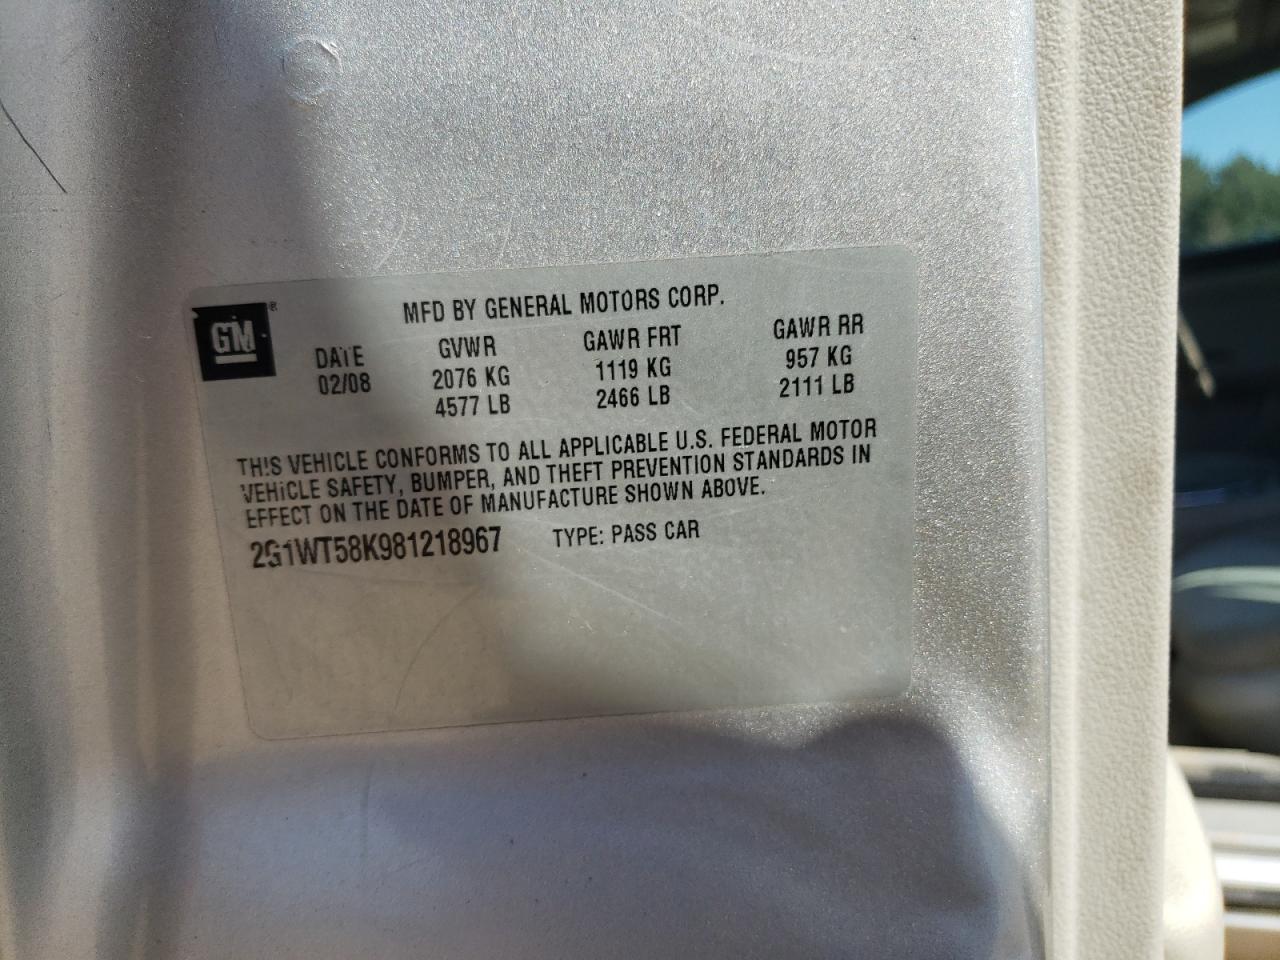 GM ®
MFD BY GENERAL MOTORS CORP.
DATE GVWR GAWR FRT GAWR RR
02/08 2076 KG 1119 KG 957 KG
4577 LB 2466 LB 2111 LB
THIS VEHICLE CONFORMS TO ALL APPLICABLE U.S. FEDERAL MOTOR
VEHICLE SAFETY, BUMPER, AND THEFT PREVENTION STANDARDS IN
EFFECT ON THE DATE OF MANUFACTURE SHOWN ABOVE.
2G1WT58K981218967 TYPE: PASS CAR